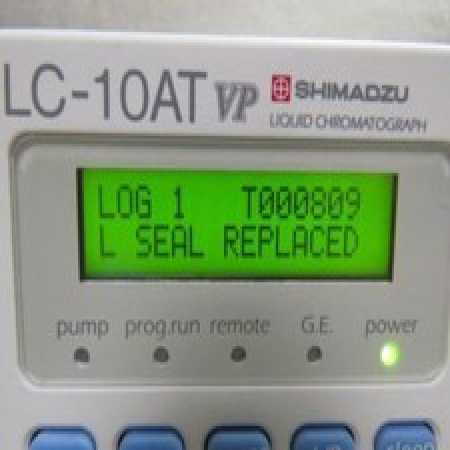 LC-10AT VP SHIMADZU
LIQUID CHROMATOGRAPH
LOG 1 T000809
L SEAL REPLACED
pump prog.run remote G.E. power